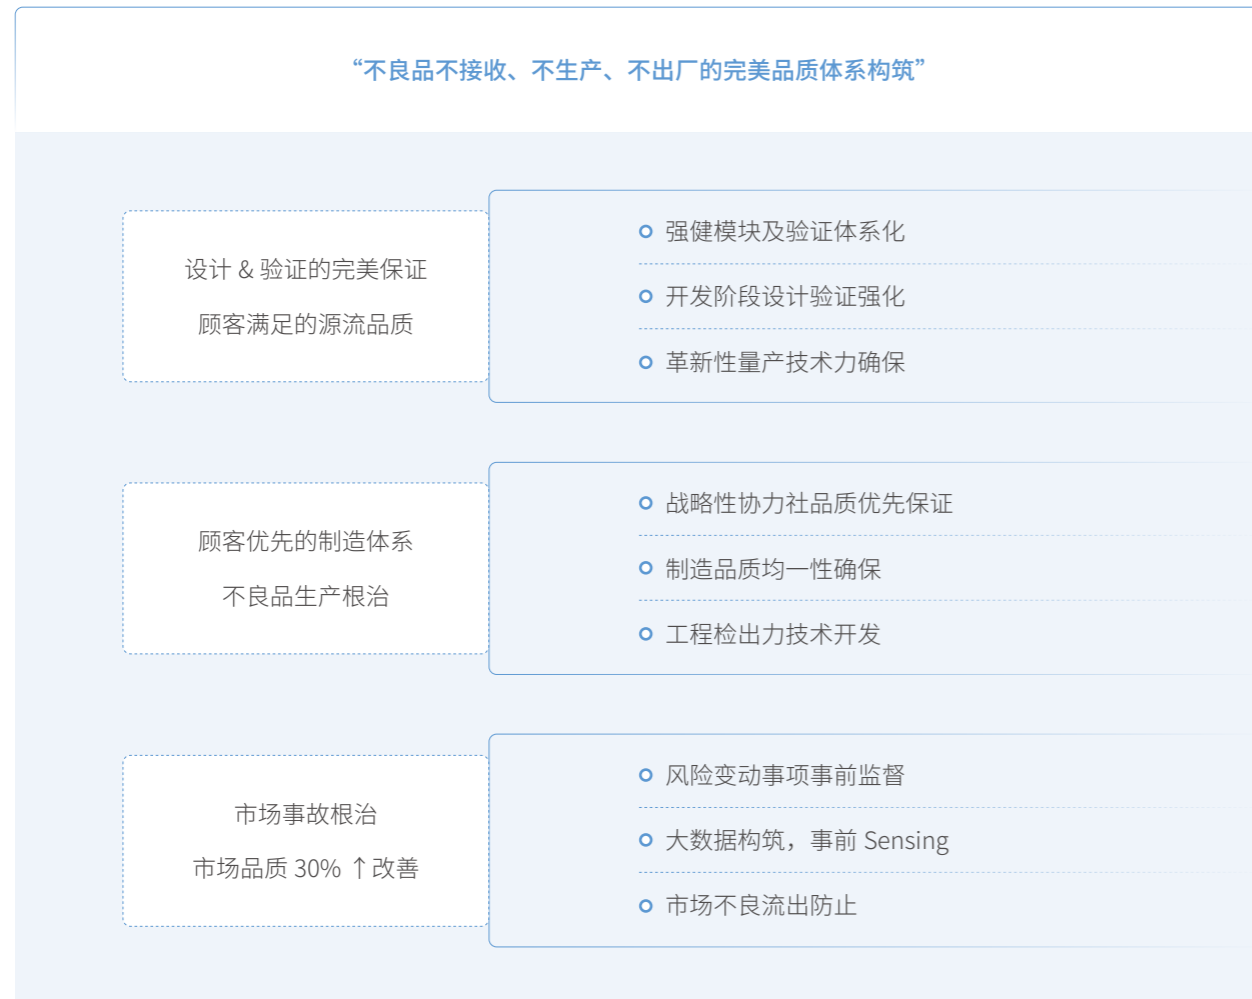 “不良品不接收、不生产、不出厂的完美品质体系构筑”
设计 & 验证的完美保证
顾客满足的源流品质
强健模块及验证体系化
开发阶段设计验证强化
革新性量产技术力确保
顾客优先的制造体系
不良品生产根治
战略性协力社品质优先保证
制造品质均一性确保
工程检出力技术开发
市场事故根治
市场品质 30% ↑改善
风险变动事项事前监督
大数据构筑，事前 Sensing
市场不良流出防止